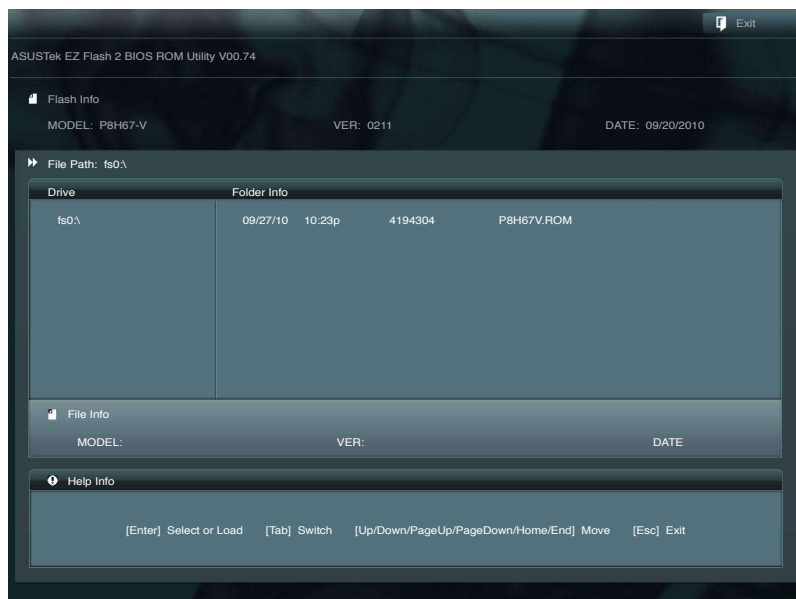 Exit
ASUSTek EZ Flash 2 BIOS ROM Utility V00.74
Flash Info
MODEL: P8H67-V VER: 0211 DATE: 09/20/2010
File Path: fs0:\
Drive Folder Info
fs0:\ 09/27/10 10:23p 4194304 P8H67V.ROM
File Info
MODEL: VER: DATE
Help Info
[Enter] Select or Load [Tab] Switch [Up/Down/PageUp/PageDown/Home/End] Move [Esc] Exit